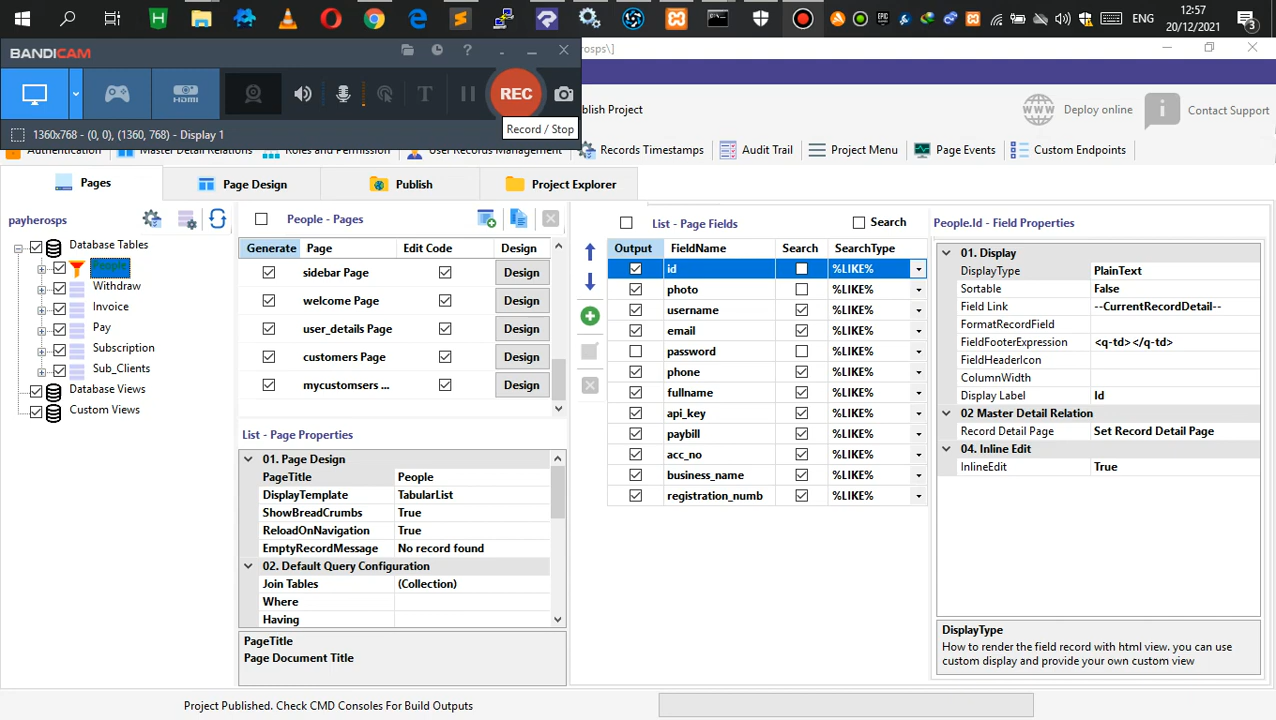 12:57
ENG
20/12/2021
3
BANDICAM
HDMI
T
REC
1360x768 - (0, 0), (1360, 768) - Display 1
Record / Stop
rosps\]
ublish Project
WWW
Deploy online
Contact Support
Authentication
Master Detail Relations
Roles and Permissions
Records Management
Records Timestamps
Audit Trail
Project Menu
Page Events
Custom Endpoints
Pages
Page Design
Publish
Project Explorer
payherosps
People - Pages
List - Page Fields
Search
People.Id - Field Properties
Database Tables
People
Withdraw
Invoice
Pay
Subscription
Sub_Clients
Database Views
Custom Views
Generate Page Edit Code Design
sidebar Page Design
welcome Page Design
user_details Page Design
customers Page Design
mycustomsers ... Design
List - Page Properties
01. Page Design
PageTitle People
DisplayTemplate TabularList
ShowBreadCrumbs True
ReloadOnNavigation True
EmptyRecordMessage No record found
02. Default Query Configuration
Join Tables (Collection)
Where
Having
PageTitle
Page Document Title
Output FieldName Search SearchType
id %LIKE%
photo %LIKE%
username %LIKE%
email %LIKE%
password %LIKE%
phone %LIKE%
fullname %LIKE%
api_key %LIKE%
paybill %LIKE%
acc_no %LIKE%
business_name %LIKE%
registration_numb %LIKE%
01. Display
DisplayType PlainText
Sortable False
Field Link --CurrentRecordDetail--
FormatRecordField
FieldFooterExpression <q-td></q-td>
FieldHeaderIcon
ColumnWidth
Display Label Id
02 Master Detail Relation
Record Detail Page Set Record Detail Page
04. Inline Edit
InlineEdit True
DisplayType
How to render the field record with html view. you can use
custom display and provide your own custom view
Project Published. Check CMD Consoles For Build Outputs